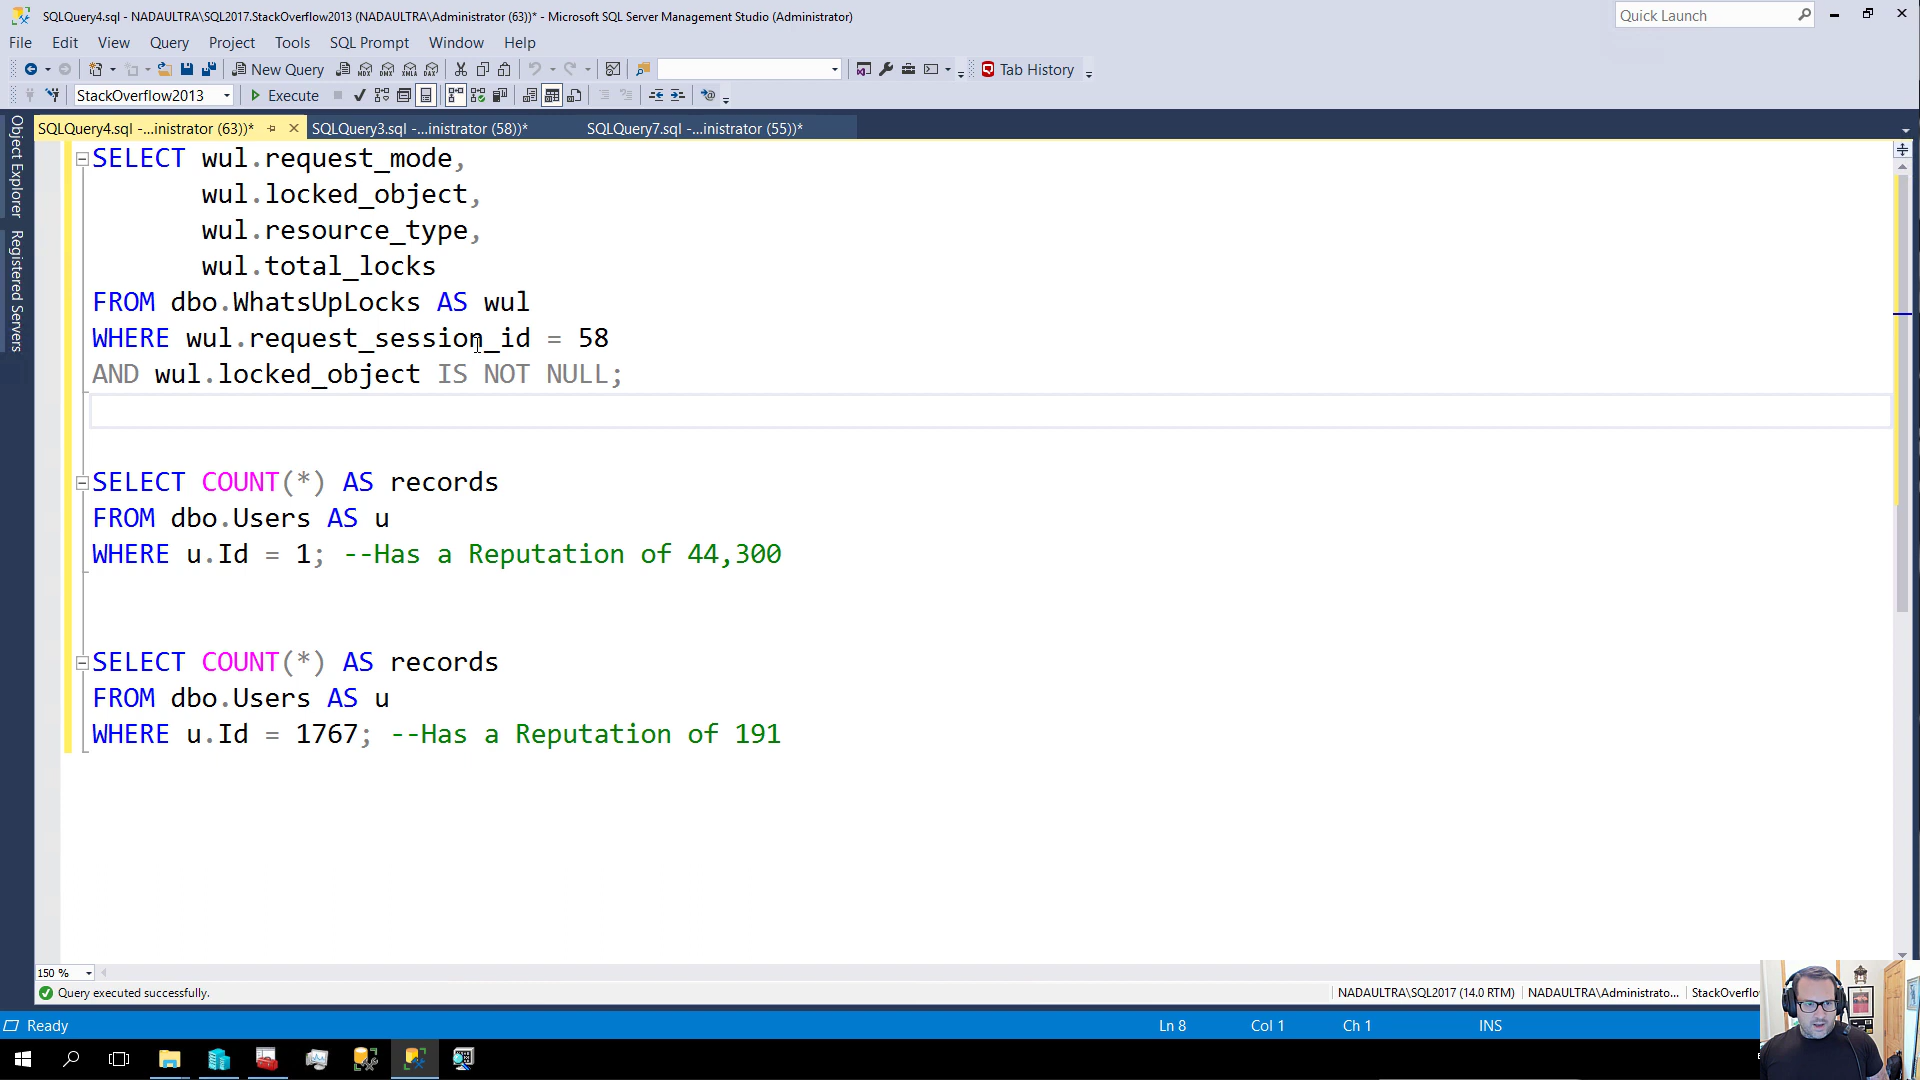 SQLQuery4.sql - NADAULTRA\SQL2017.StackOverflow2013 (NADAULTRA\Administrator (63))* - Microsoft SQL Server Management Studio (Administrator)
Quick Launch
File Edit View Query Project Tools SQL Prompt Window Help
New Query
Tab History
StackOverflow2013
Execute
SQLQuery4.sql -...inistrator (63))* SQLQuery3.sql -...inistrator (58))* SQLQuery7.sql -...inistrator (55))*
Object Explorer
Registered Servers
SELECT wul.request_mode,
wul.locked_object,
wul.resource_type,
wul.total_locks
FROM dbo.WhatsUpLocks AS wul
WHERE wul.request_session_id = 58
AND wul.locked_object IS NOT NULL;
SELECT COUNT(*) AS records
FROM dbo.Users AS u
WHERE u.Id = 1; --Has a Reputation of 44,300
SELECT COUNT(*) AS records
FROM dbo.Users AS u
WHERE u.Id = 1767; --Has a Reputation of 191
150 %
Query executed successfully.
NADAULTRA\SQL2017 (14.0 RTM) NADAULTRA\Administrato... StackOverflo
Ready
Ln 8 Col 1 Ch 1 INS